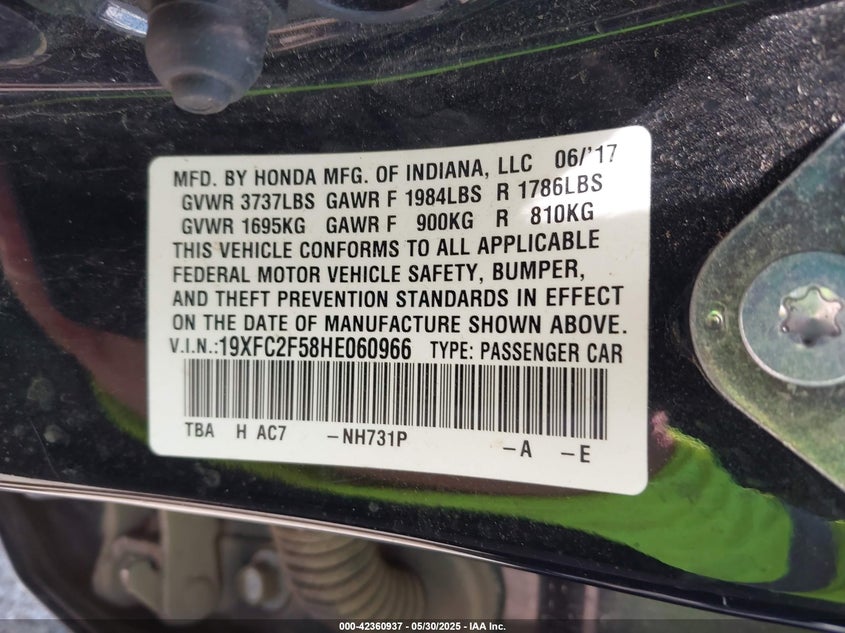 MFD. BY HONDA MFG. OF INDIANA, LLC 06/'17
GVWR 3737LBS GAWR F 1984LBS R 1786LBS
GVWR 1695KG GAWR F 900KG R 810KG
THIS VEHICLE CONFORMS TO ALL APPLICABLE
FEDERAL MOTOR VEHICLE SAFETY, BUMPER,
AND THEFT PREVENTION STANDARDS IN EFFECT
ON THE DATE OF MANUFACTURE SHOWN ABOVE.
V.I.N.:19XFC2F58HE060966 TYPE: PASSENGER CAR
TBA H AC7 -NH731P -A -E
000-42360937 - 05/30/2025 - IAA Inc.